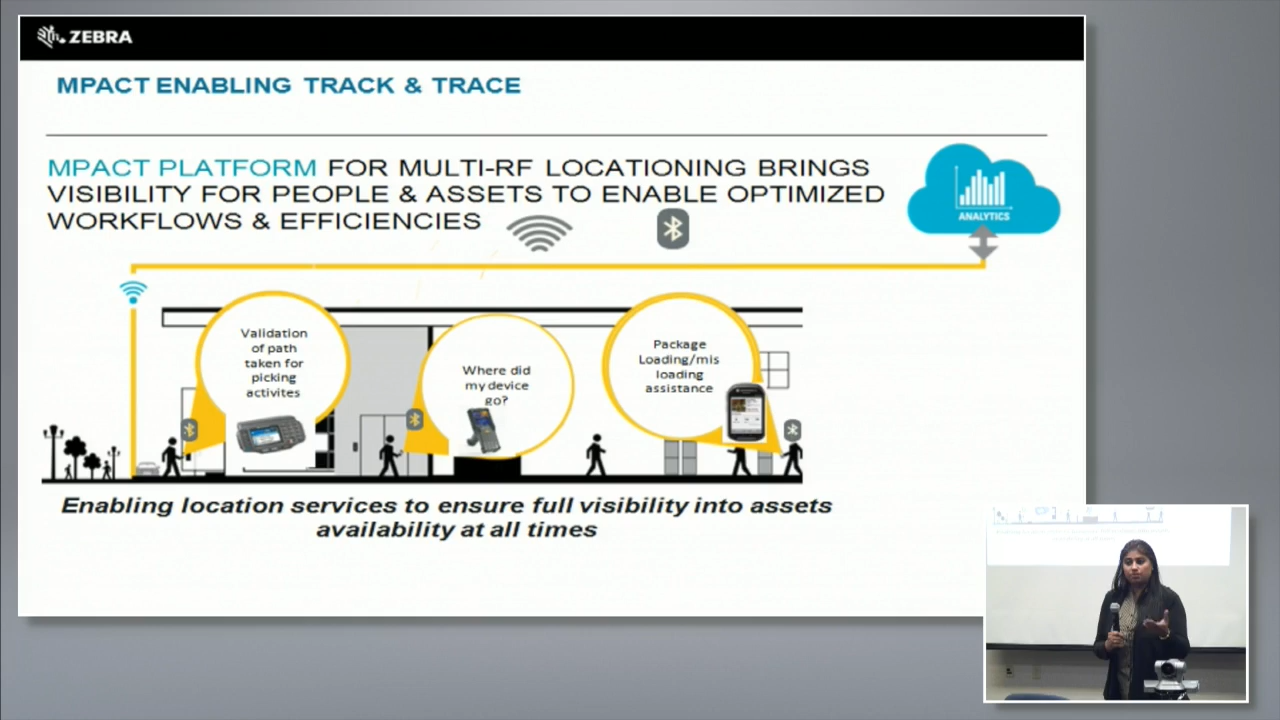 ZEBRA
MPACT ENABLING TRACK & TRACE
MPACT PLATFORM FOR MULTI-RF LOCATIONING BRINGS
VISIBILITY FOR PEOPLE & ASSETS TO ENABLE OPTIMIZED
WORKFLOWS & EFFICIENCIES
ANALYTICS
Validation
of path
taken for
picking
activites
Where did
my device
go?
Package
Loading/mis
loading
assistance
Enabling location services to ensure full visibility into assets
availability at all times